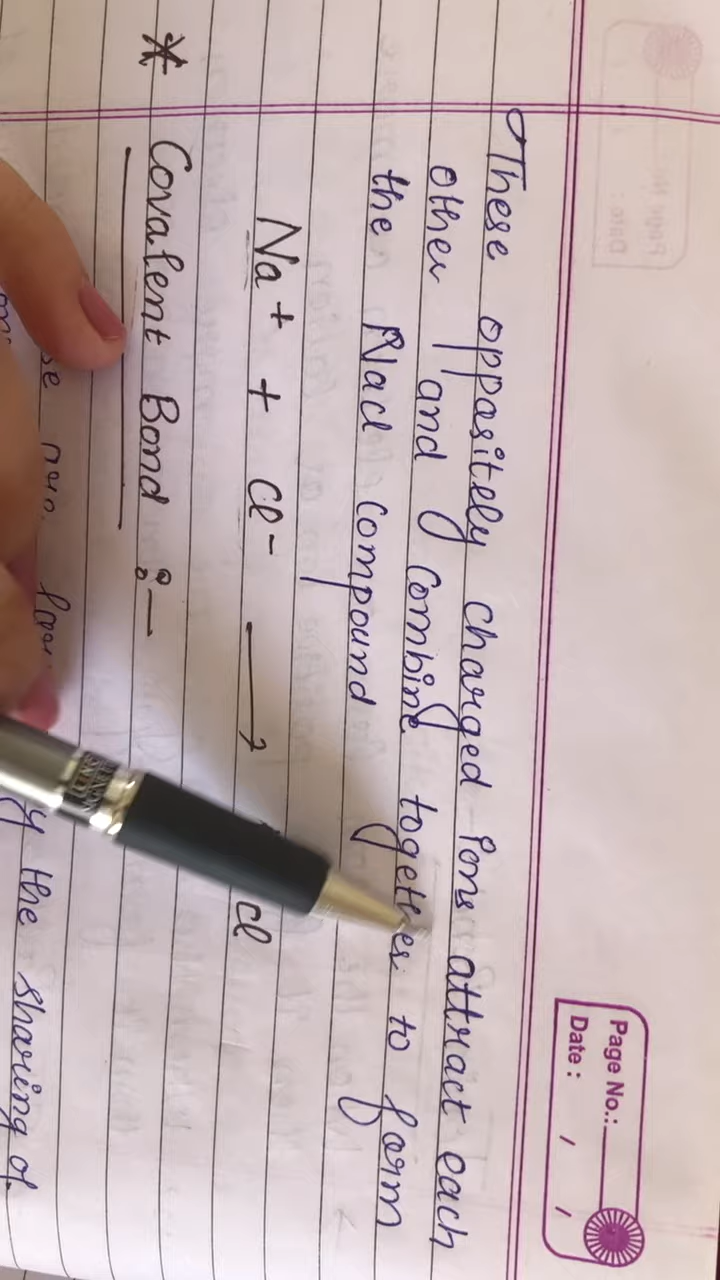 Page No.:
Date : / /
These oppositely charged ions attract each
other and combine together to form
the Nacl compound
Na⁺ + Cl⁻ → cl
* Covalent Bond :-
the sharing of